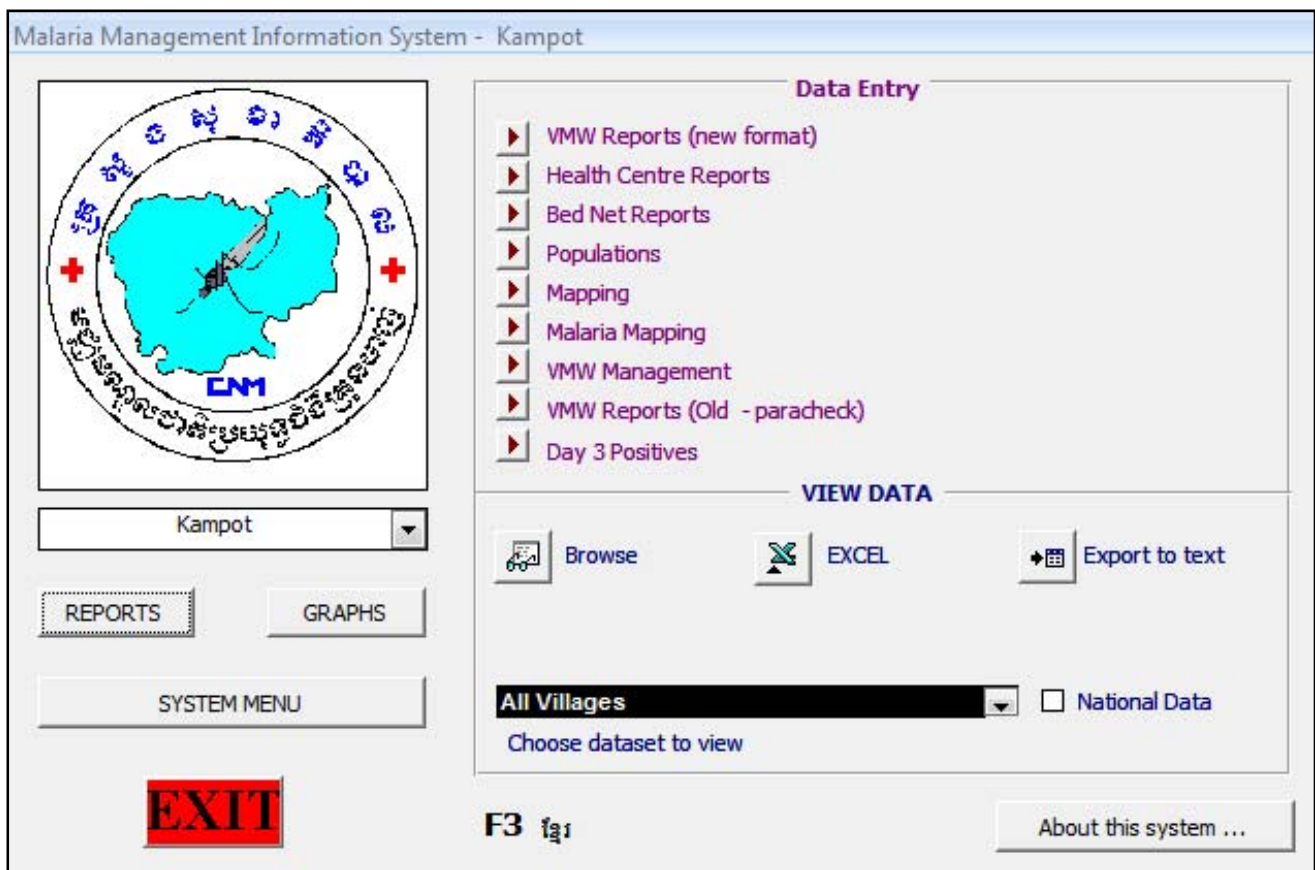 Malaria Management Information System - Kampot
CNM
Kampot
REPORTS
GRAPHS
SYSTEM MENU
EXIT
Data Entry
VMW Reports (new format)
Health Centre Reports
Bed Net Reports
Populations
Mapping
Malaria Mapping
VMW Management
VMW Reports (Old - paracheck)
Day 3 Positives
VIEW DATA
Browse
EXCEL
Export to text
All Villages
National Data
Choose dataset to view
F3 ខ្មែរ
About this system ...